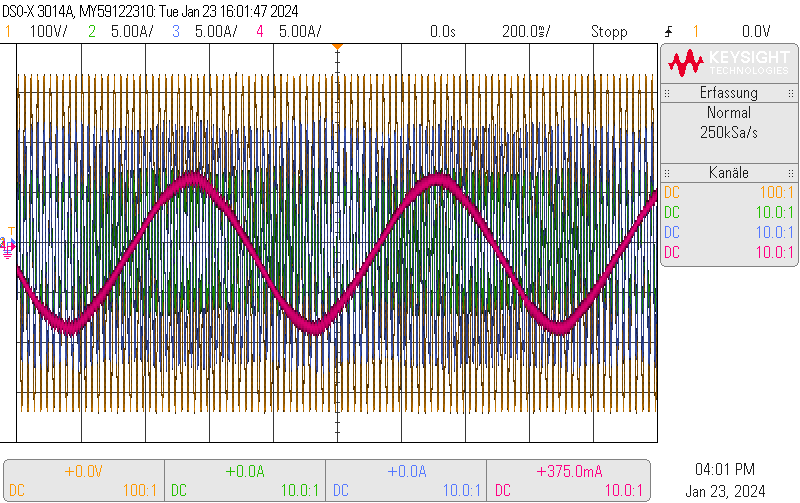 DSO-X 3014A, MY59122310: Tue Jan 23 16:01:47 2024
1 100V/ 2 5.00A/ 3 5.00A/ 4 5.00A/ 0.0s 200.0ms/ Stopp 1 0.0V
KEYSIGHT
TECHNOLOGIES
Erfassung
Normal
250kSa/s
Kanäle
DC 100:1
DC 10.0:1
DC 10.0:1
DC 10.0:1
+0.0V +0.0A +0.0A +375.0mA
DC 100:1 DC 10.0:1 DC 10.0:1 DC 10.0:1
04:01 PM
Jan 23, 2024